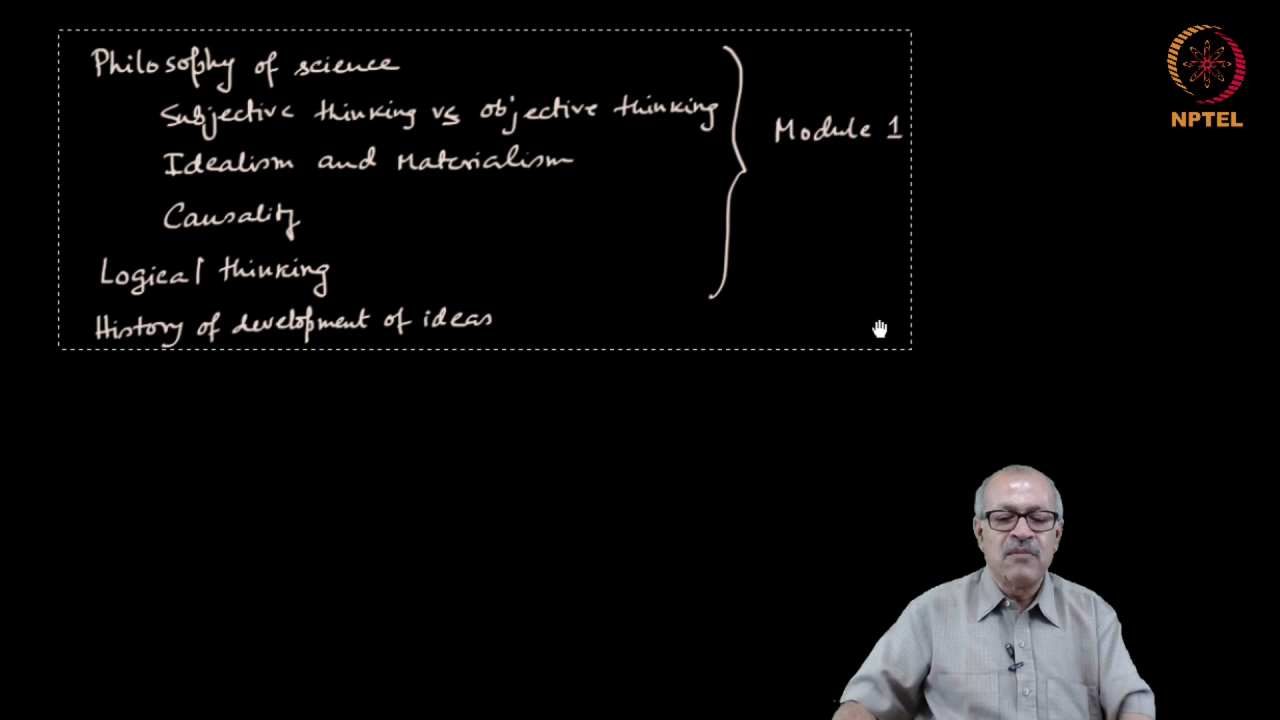 Philosophy of science
Subjective thinking vs objective thinking
Idealism and Materialism
Causality
Logical thinking
History of development of ideas
Module 1
NPTEL